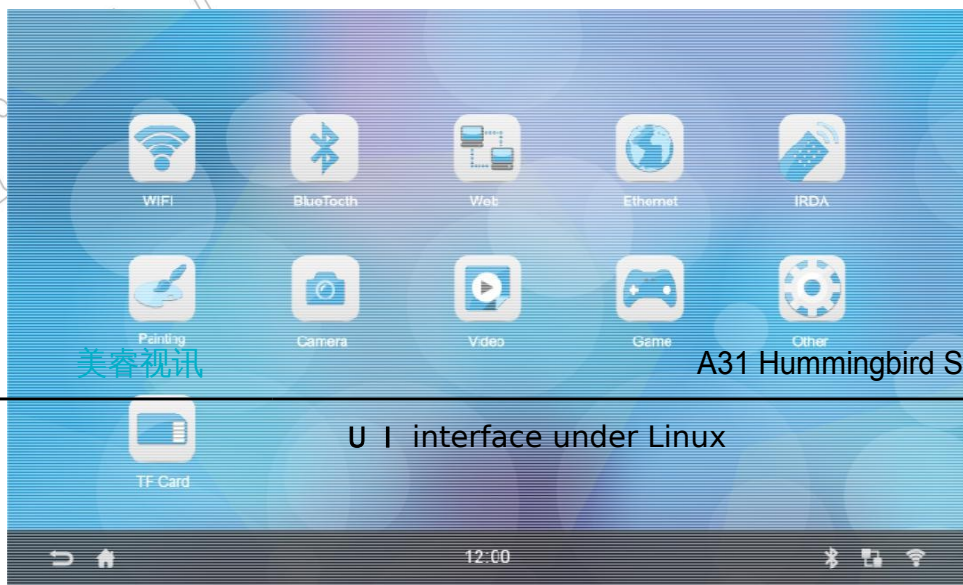 WIFI BlueTooth Web Ethernet IRDA
Painting Camera Video Game Other
美睿视讯 A31 Hummingbird S
U I interface under Linux
TF Card
12:00